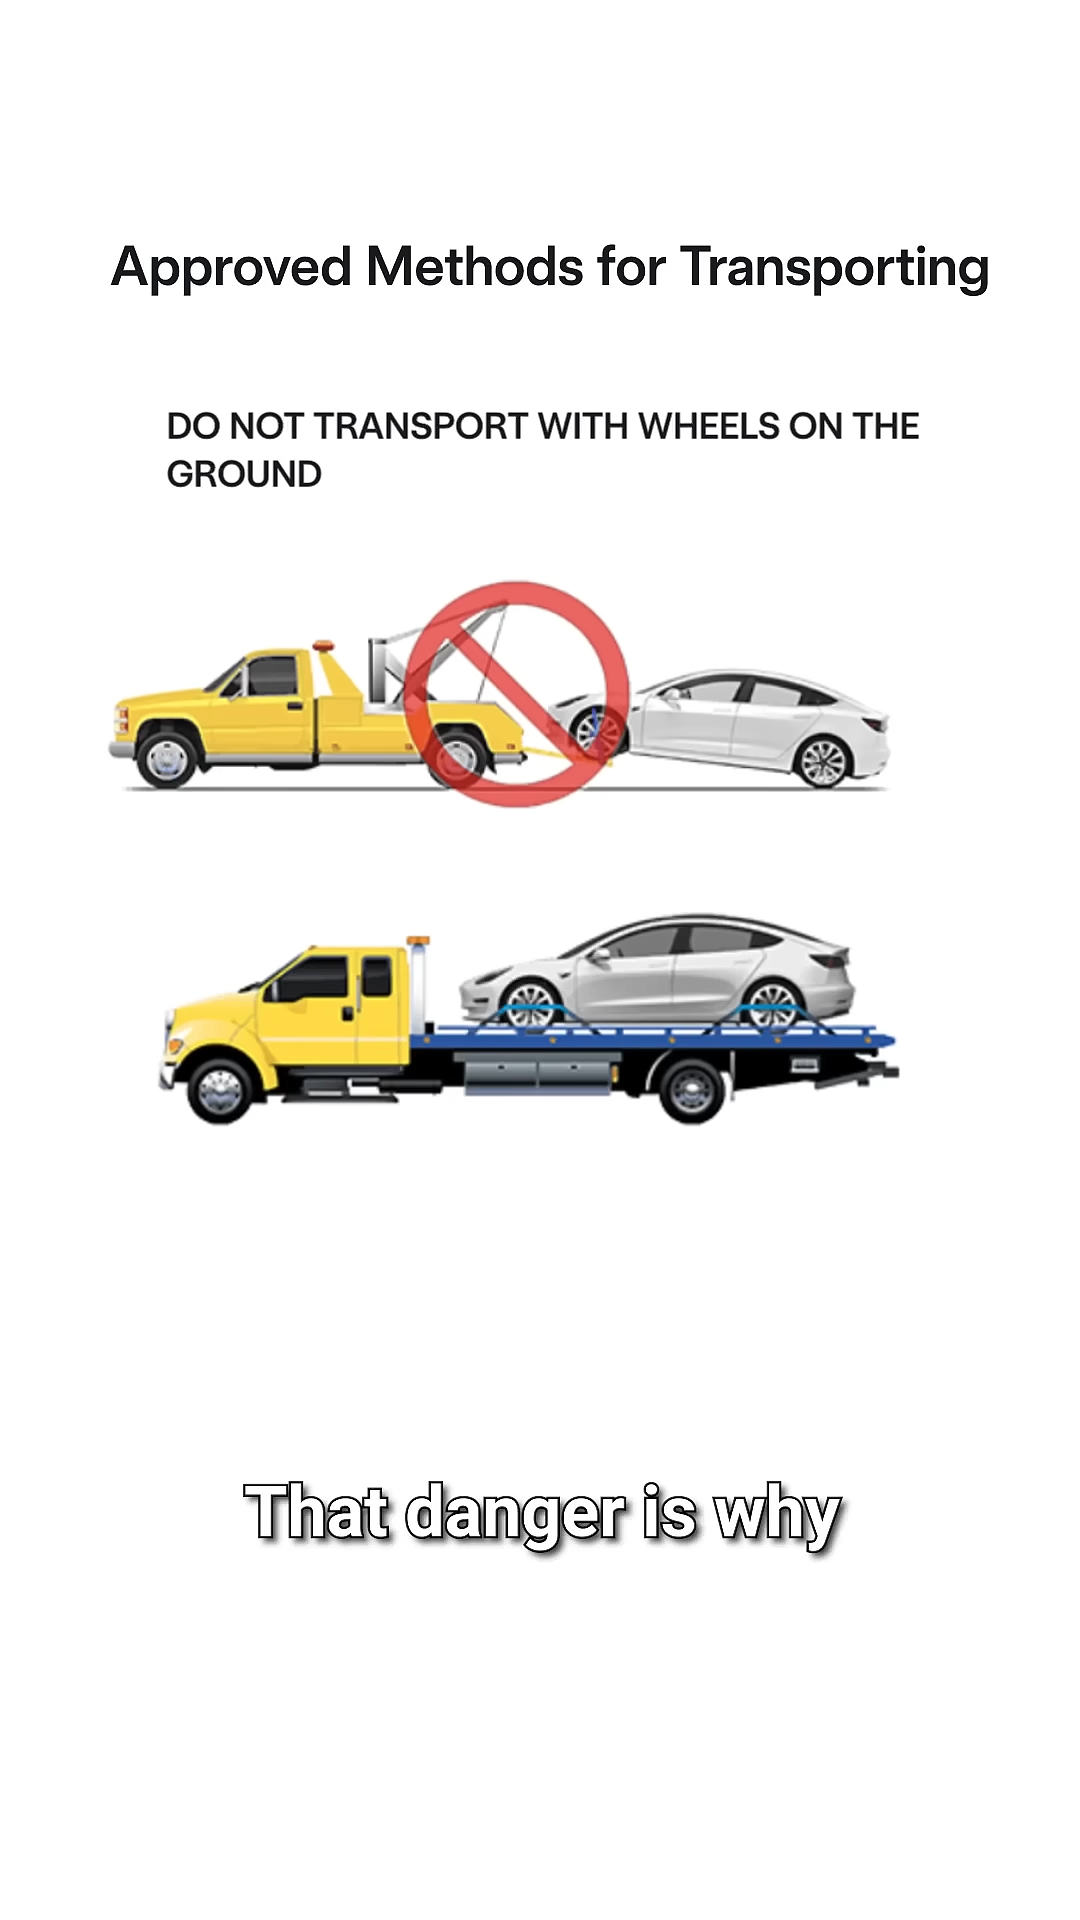 Approved Methods for Transporting
DO NOT TRANSPORT WITH WHEELS ON THE
GROUND
That danger is why